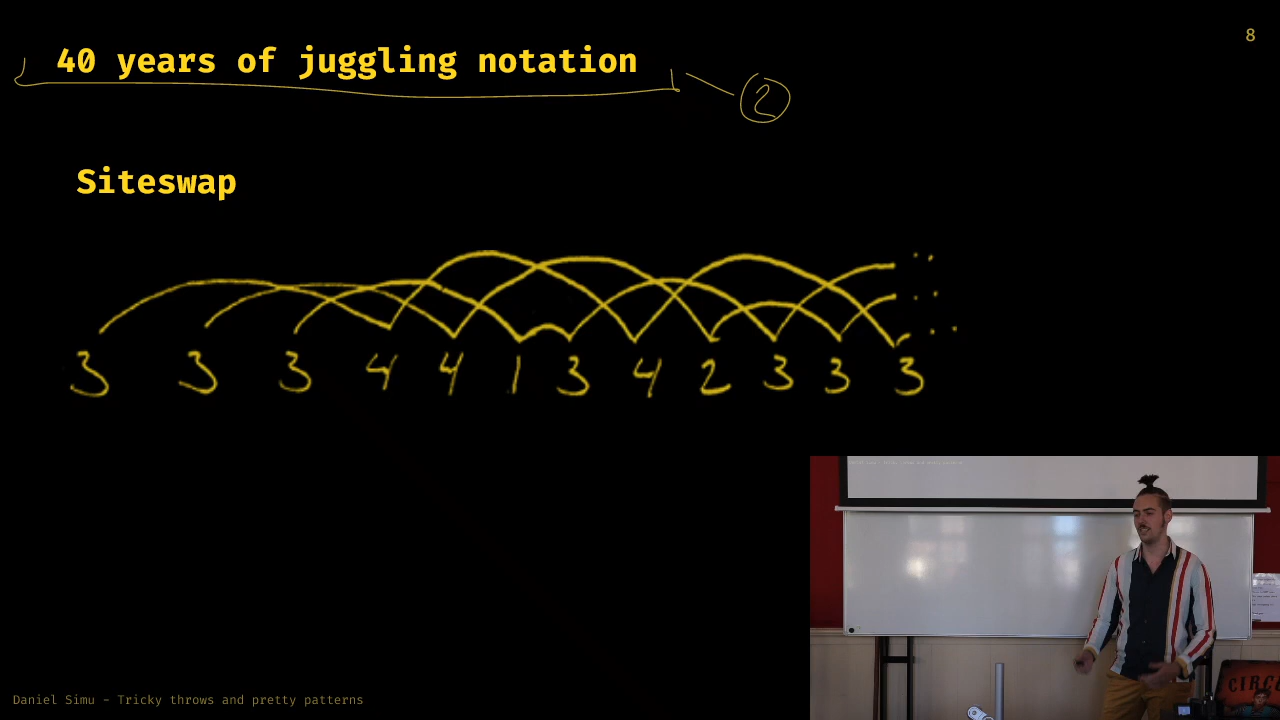 40 years of juggling notation
8
2
Siteswap
3 3 3 4 4 1 3 4 2 3 3 3
CIRC
Daniel Simu – Tricky throws and pretty patterns